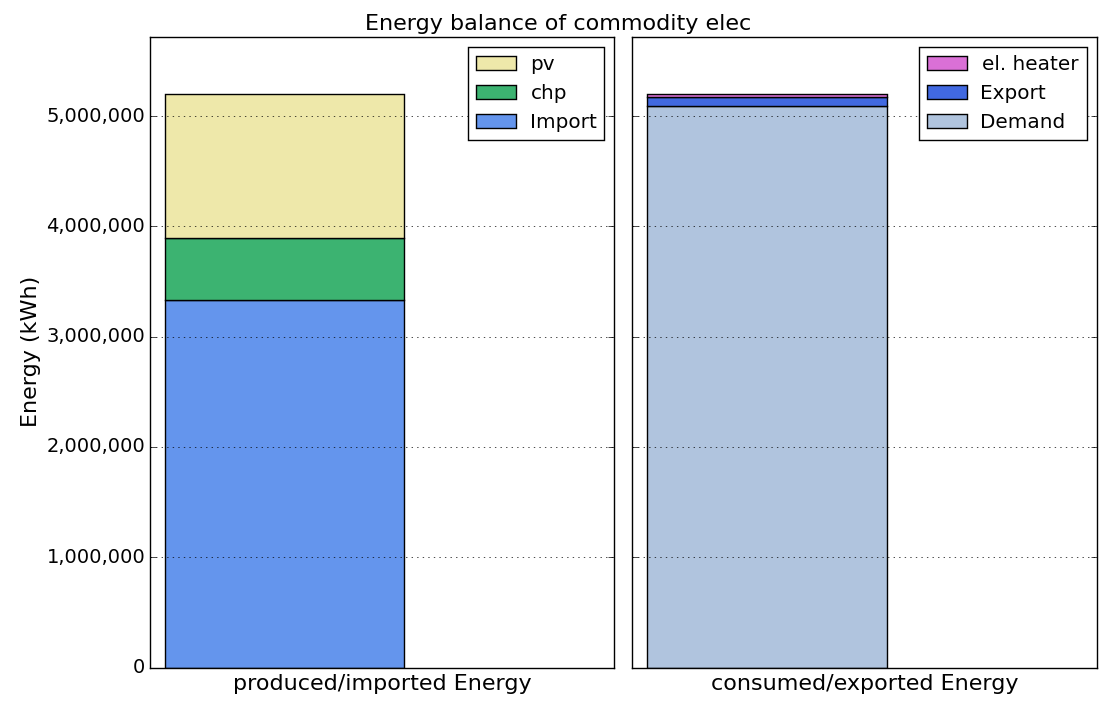 Energy balance of commodity elec
Energy (kWh)
5,000,000
4,000,000
3,000,000
2,000,000
1,000,000
0
pv
chp
Import
produced/imported Energy
el. heater
Export
Demand
consumed/exported Energy